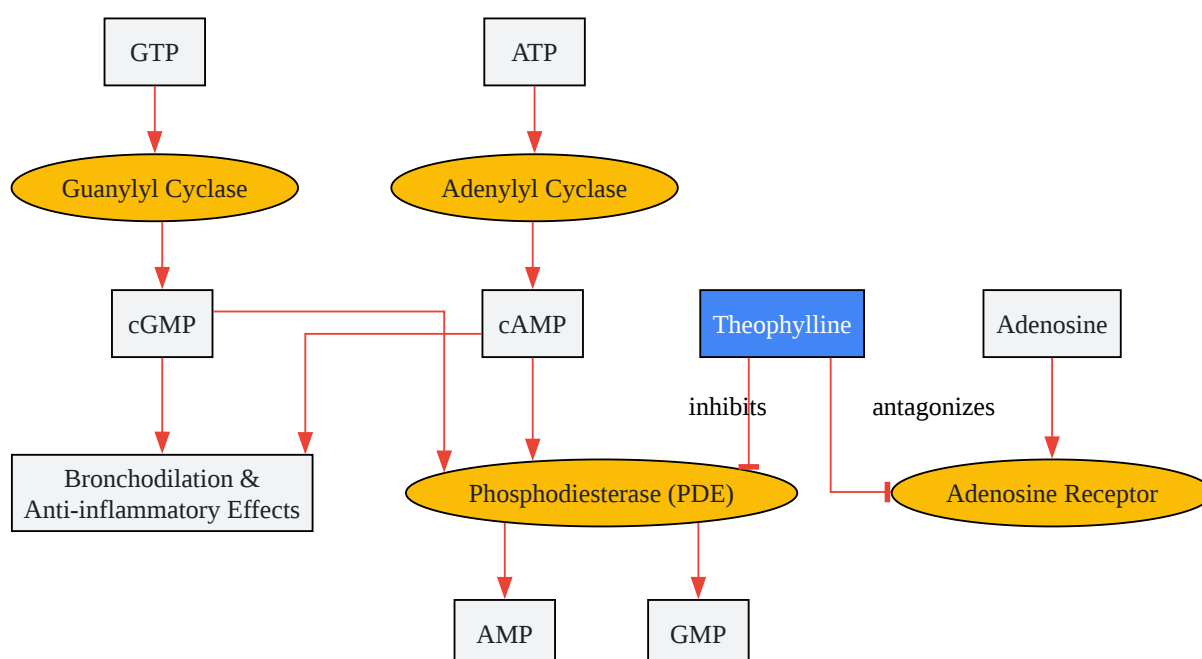 GTP
ATP
Guanylyl Cyclase
Adenylyl Cyclase
cGMP
cAMP
Theophylline
Adenosine
inhibits
antagonizes
Bronchodilation &
Anti-inflammatory Effects
Phosphodiesterase (PDE)
Adenosine Receptor
AMP
GMP